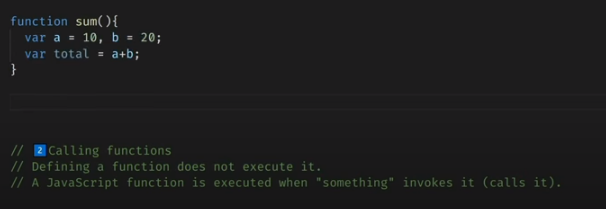 function sum(){
var a = 10, b = 20;
var total = a+b;
}
// 2️⃣Calling functions
// Defining a function does not execute it.
// A JavaScript function is executed when "something" invokes it (calls it).